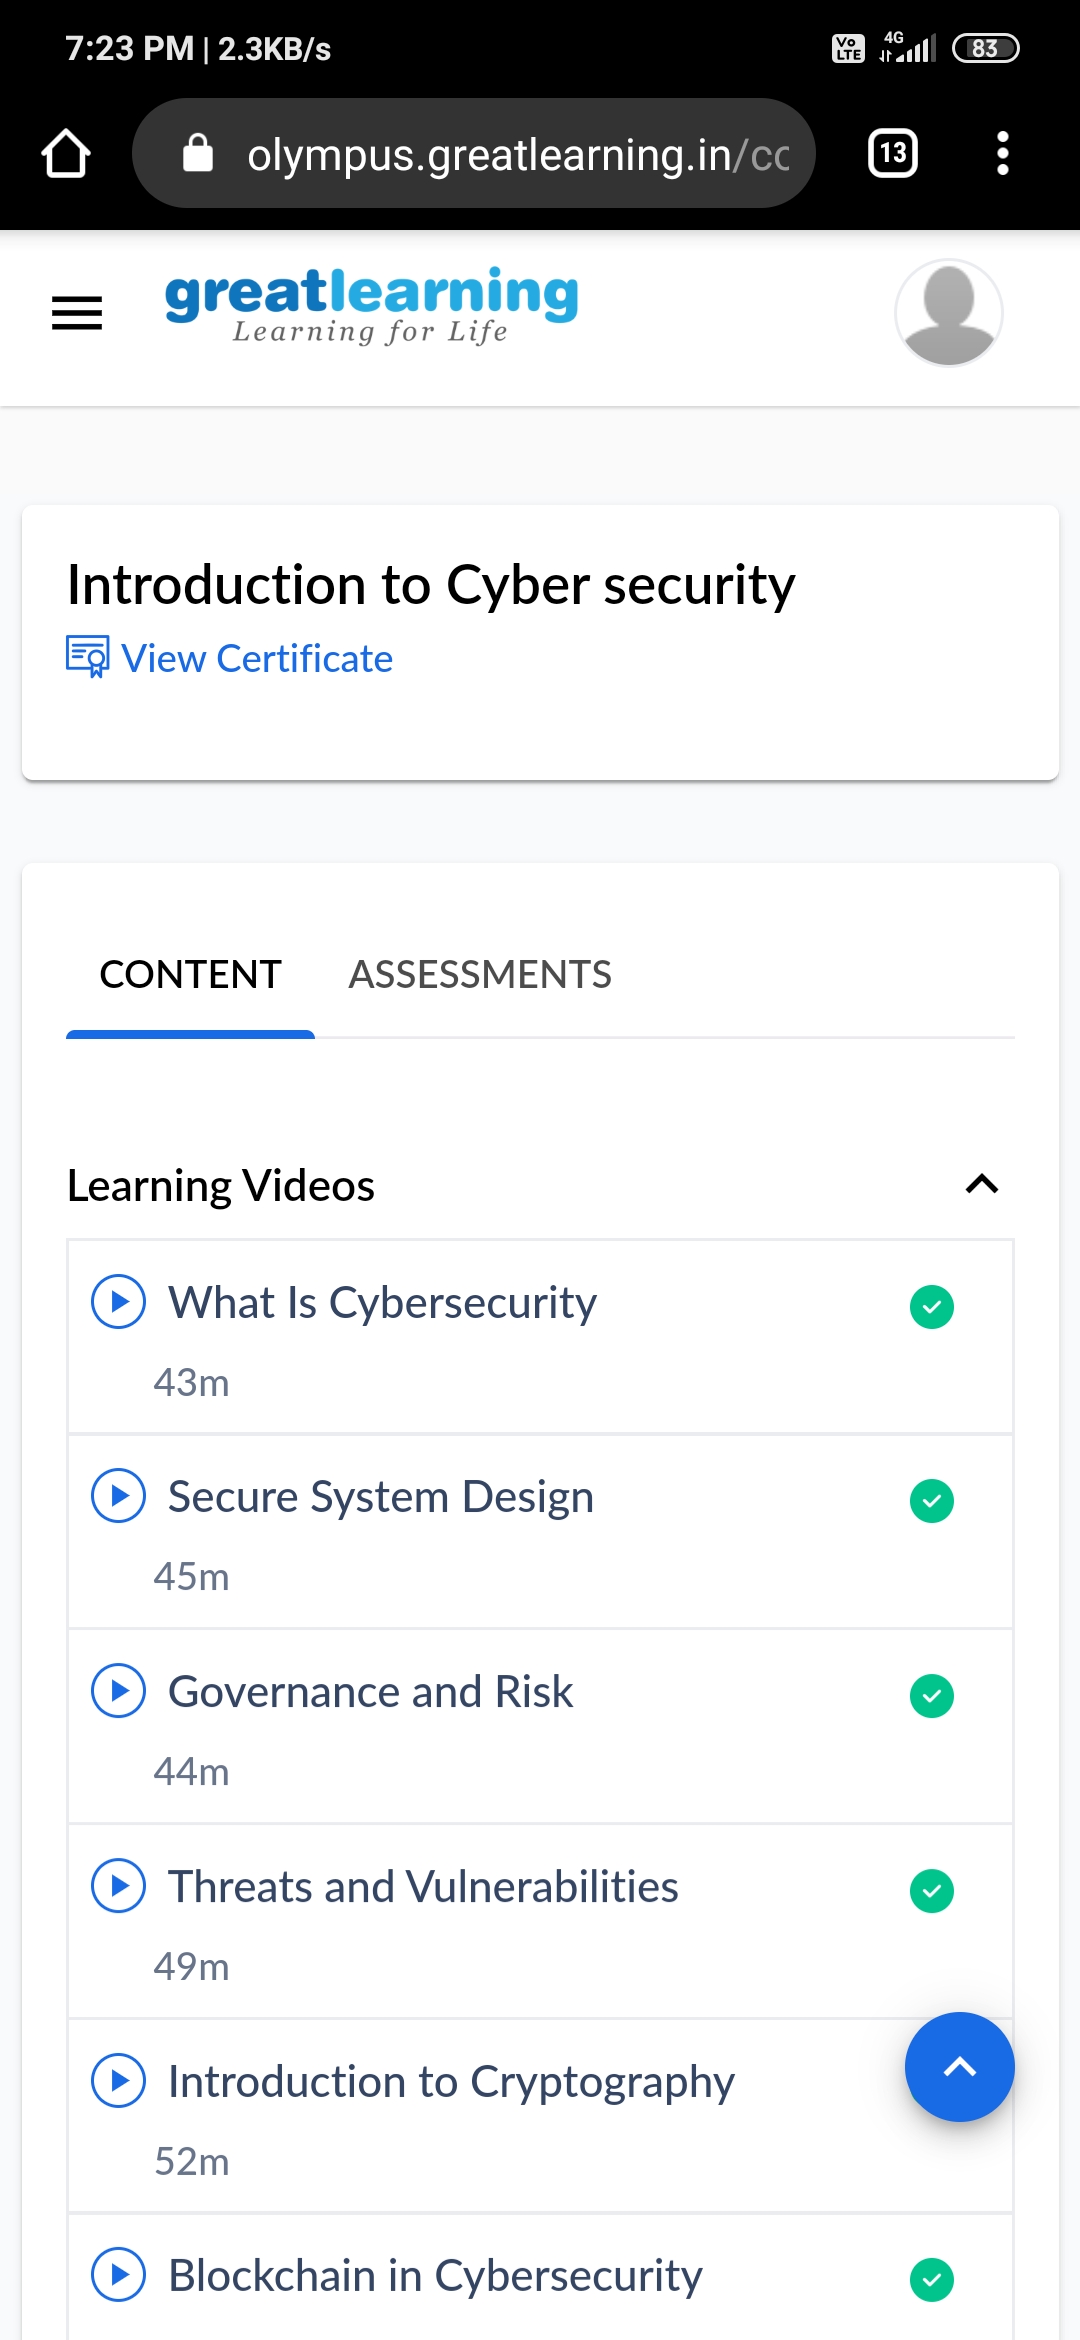 7:23 PM | 2.3KB/s
Vo LTE 4G 83
olympus.greatlearning.in/cc
13
greatlearning
Learning for Life
Introduction to Cyber security
View Certificate
CONTENT ASSESSMENTS
Learning Videos
What Is Cybersecurity
43m
Secure System Design
45m
Governance and Risk
44m
Threats and Vulnerabilities
49m
Introduction to Cryptography
52m
Blockchain in Cybersecurity